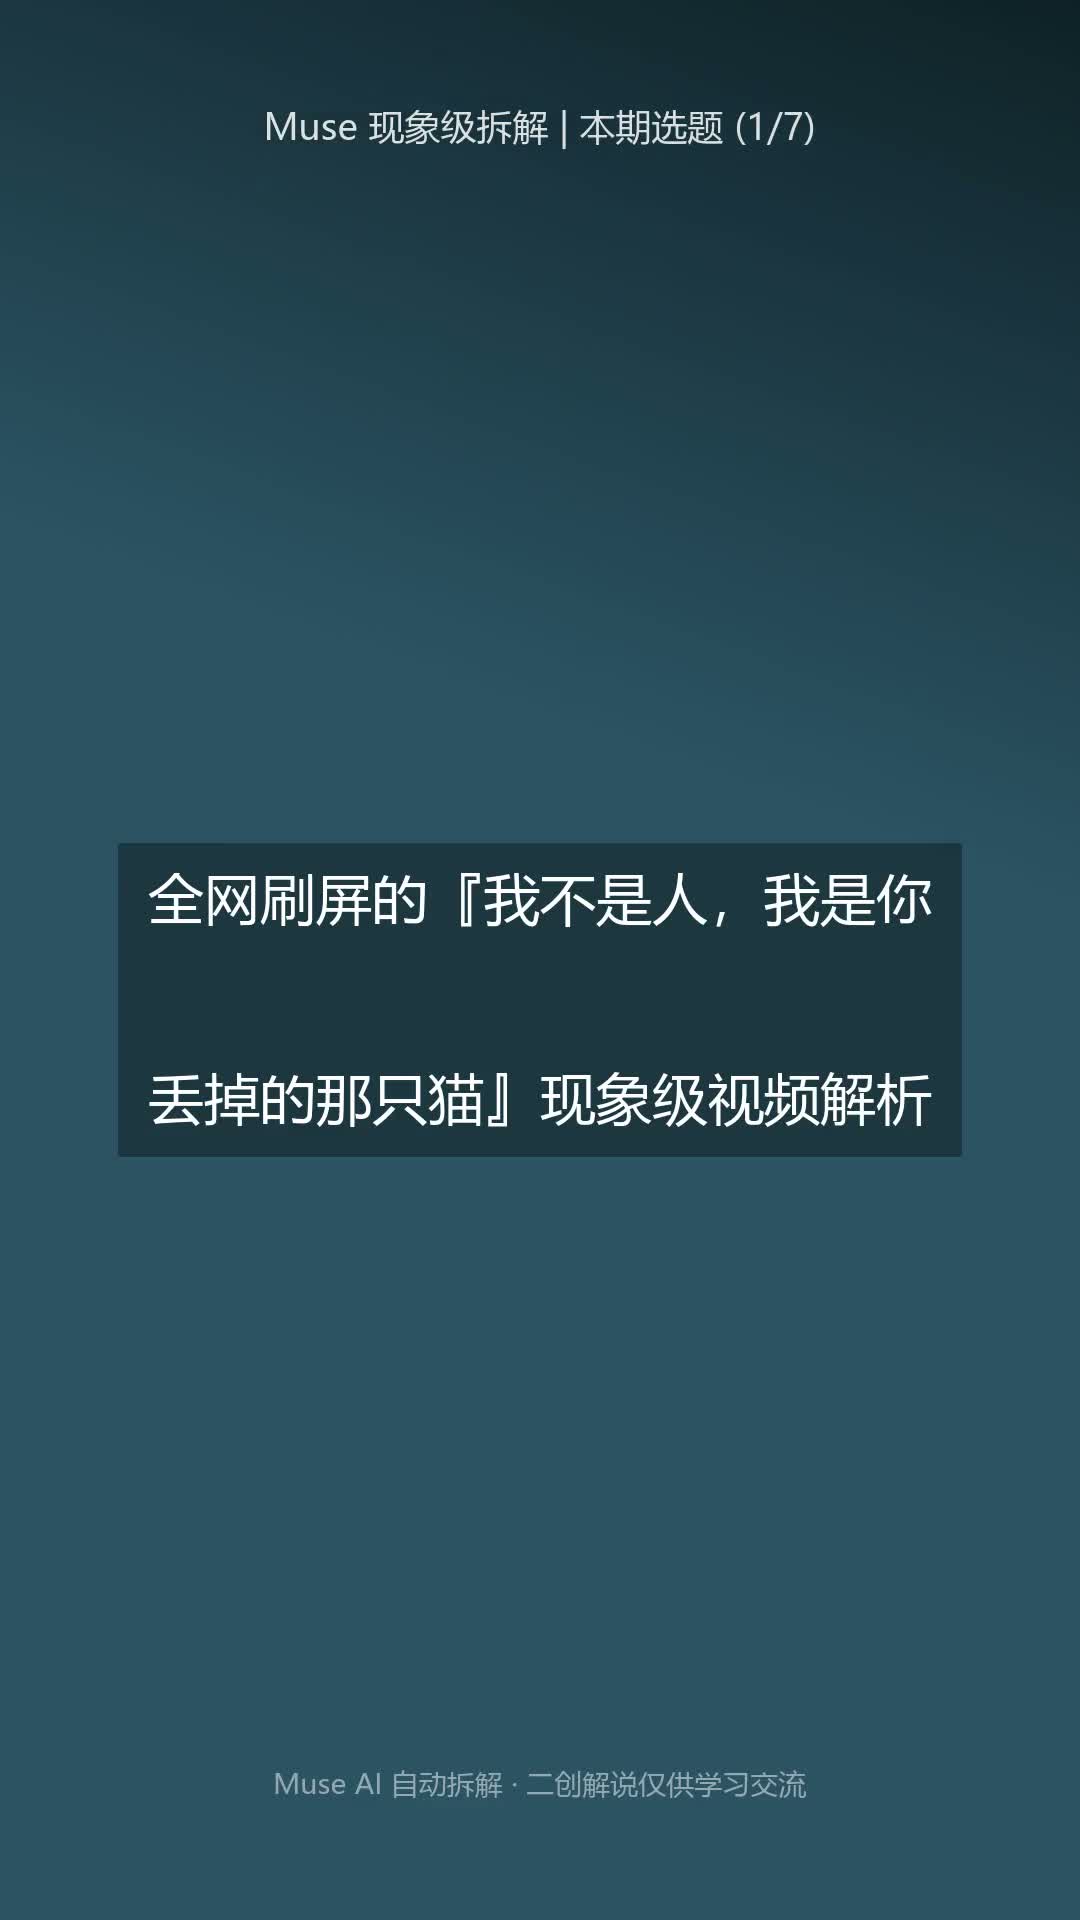 Muse 现象级拆解 | 本期选题 (1/7)
全网刷屏的『我不是人，我是你
丢掉的那只猫』现象级视频解析
Muse AI 自动拆解 · 二创解说仅供学习交流